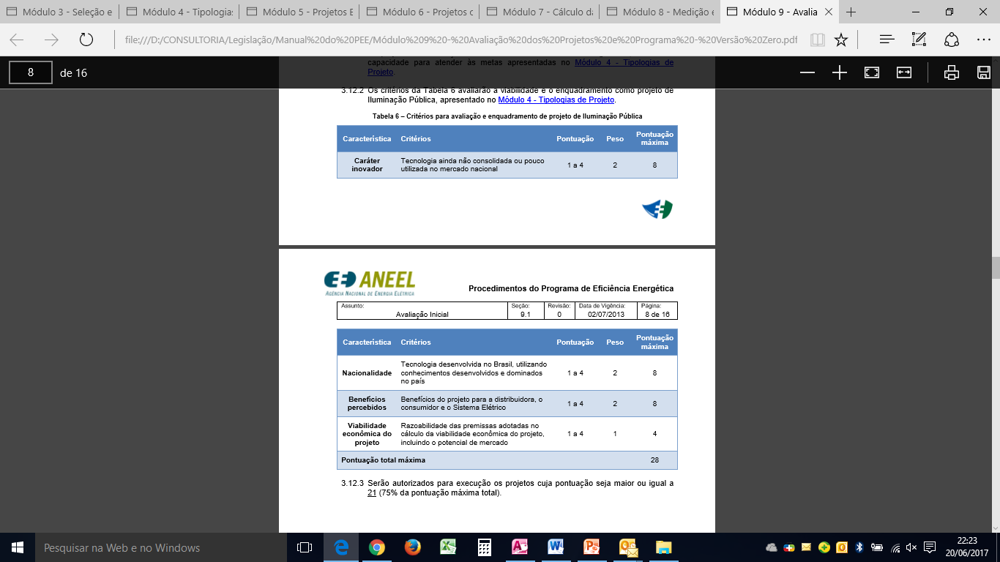 Módulo 3 - Seleção e
Módulo 4 - Tipologias
Módulo 5 - Projetos E
Módulo 6 - Projetos c
Módulo 7 - Cálculo da
Módulo 8 - Medição e
Módulo 9 - Avalia
file:///D:/CONSULTORIA/Legislação/Manual%20do%20PEE/Módulo%209%20-%20Avaliação%20dos%20Projetos%20e%20Programa%20-%20Versão%20Zero.pdf
8 de 16
capacidade para atender às metas apresentadas no Módulo 4 - Tipologias de
Projeto.
3.12.2 Os critérios da Tabela 6 avaliarão a viabilidade e o enquadramento como projeto de
Iluminação Pública, apresentado no Módulo 4 - Tipologias de Projeto.
Tabela 6 – Critérios para avaliação e enquadramento de projeto de Iluminação Pública
Característica Critérios Pontuação Peso Pontuação
máxima
Caráter
inovador
Tecnologia ainda não consolidada ou pouco
utilizada no mercado nacional
1 a 4 2 8
ANEEL
AGÊNCIA NACIONAL DE ENERGIA ELÉTRICA
Procedimentos do Programa de Eficiência Energética
Assunto: Seção: Revisão: Data de Vigência: Página:
Avaliação Inicial 9.1 0 02/07/2013 8 de 16
Característica Critérios Pontuação Peso Pontuação
máxima
Nacionalidade
Tecnologia desenvolvida no Brasil, utilizando
conhecimentos desenvolvidos e dominados
no país
1 a 4 2 8
Benefícios
percebidos
Benefícios do projeto para a distribuidora, o
consumidor e o Sistema Elétrico
1 a 4 2 8
Viabilidade
econômica do
projeto
Razoabilidade das premissas adotadas no
cálculo da viabilidade econômica do projeto,
incluindo o potencial de mercado
1 a 4 1 4
Pontuação total máxima 28
3.12.3 Serão autorizados para execução os projetos cuja pontuação seja maior ou igual a
21 (75% da pontuação máxima total).
Pesquisar na Web e no Windows
22:23
20/06/2017